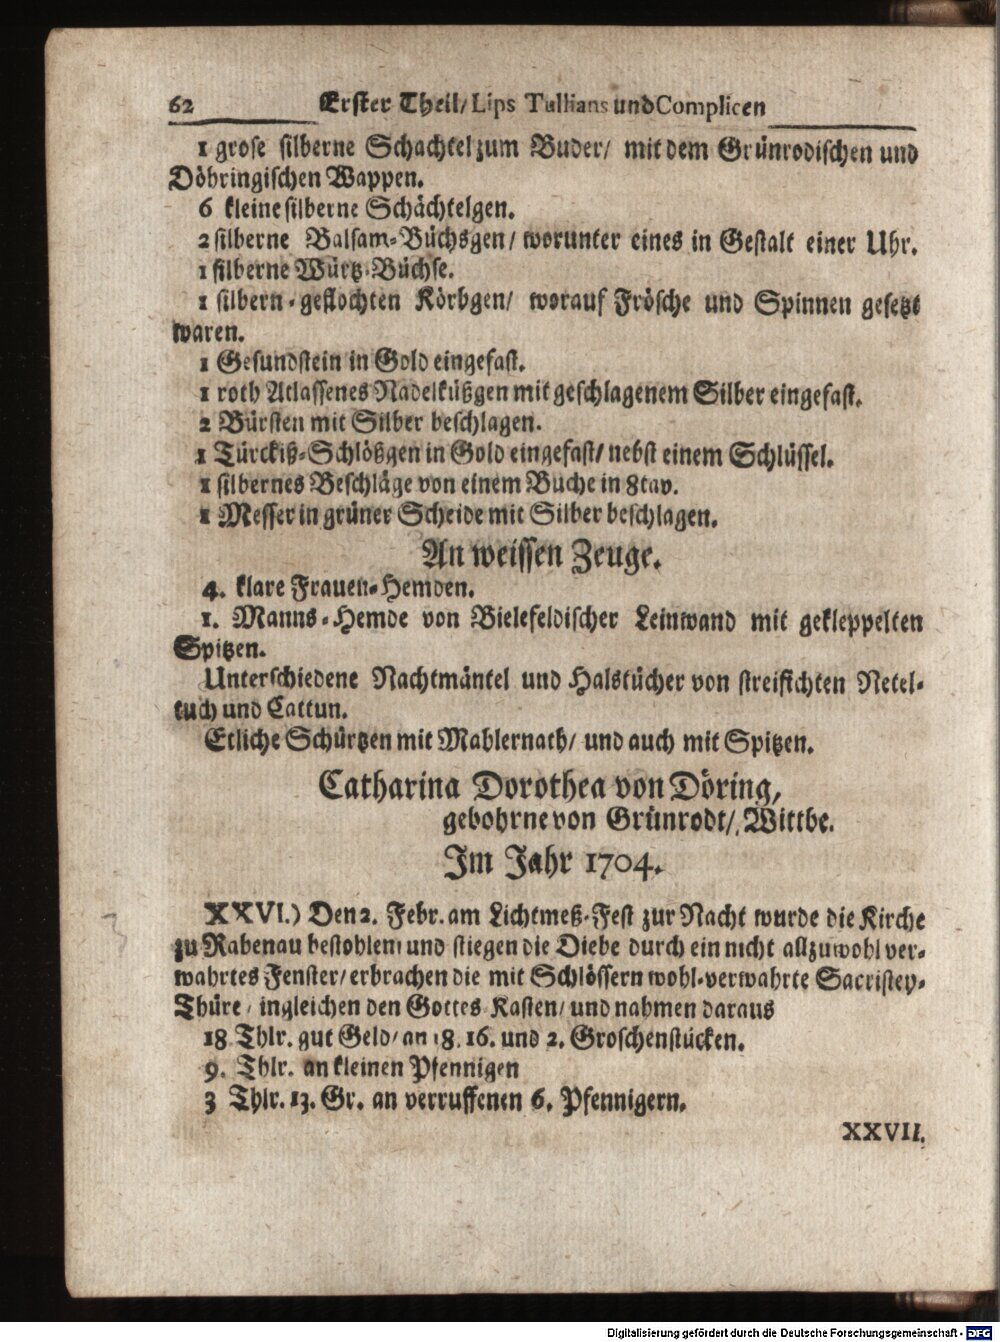 62 Erster Theil/ Lips Tullians und Complicen
1 grose silberne Schachtel zum Buder/ mit dem Grünrodischen und
Döhringischen Wappen.
6 kleine silberne Schächtelgen.
2 silberne Balsam-Büchsgen/ worunter eines in Gestalt einer Uhr.
1 silberne Würtz-Büchse.
1 silbern-geflochten Körbgen/ worauf Frösche und Spinnen gesetzt
waren.
1 Gesundstein in Gold eingefast.
1 roth Atlassenes Nadelküßgen mit geschlagenem Silber eingefast.
2 Bürsten mit Silber beschlagen.
1 Türckiß-Schlößgen in Gold eingefast/ nebst einem Schlüssel.
1 silbernes Beschläge von einem Buche in 8tav.
1 Messer in grüner Scheide mit Silber beschlagen.
An weissen Zeuge.
4. klare Frauen-Hemden.
1. Manns-Hemde von Bielefeldischer Leinwand mit gekleppelten
Spitzen.
Unterschiedene Nachtmäntel und Halstücher von streifichten Netel-
tuch und Cattun.
Etliche Schürtzen mit Mahlernath/ und auch mit Spitzen.
Catharina Dorothea von Döring,
gebohrne von Grünrodt/, Wittbe.
Im Jahr 1704.
XXVI.) Den 2. Febr. am Lichtmeß-Fest zur Nacht wurde die Kirche
zu Rabenau bestohlen/ und stiegen die Diebe durch ein nicht allzuwohl ver-
wahrtes Fenster/ erbrachen die mit Schlössern wohl-verwahrte Sacristey-
Thüre/ ingleichen den Gottes-Kasten/ und nahmen daraus
18 Thlr. gut Geld/ an 18. 16. und 2. Groschenstücken.
9. Thlr. an kleinen Pfennigen
3 Thlr. 13. Gr. an verruffenen 6. Pfennigern.
XXVII.
3
Digitalisierung gefördert durch die Deutsche Forschungsgemeinschaft - DFG